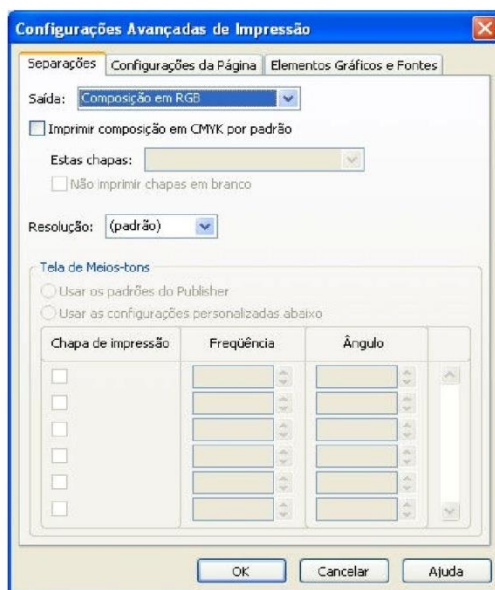 Configurações Avançadas de Impressão
Separações Configurações da Página Elementos Gráficos e Fontes
Saída: Composição em RGB
Imprimir composição em CMYK por padrão
Estas chapas:
Não imprimir chapas em branco
Resolução: (padrão)
Tela de Meios-tons
Usar os padrões do Publisher
Usar as configurações personalizadas abaixo
Chapa de impressão Freqüência Ângulo
OK Cancelar Ajuda